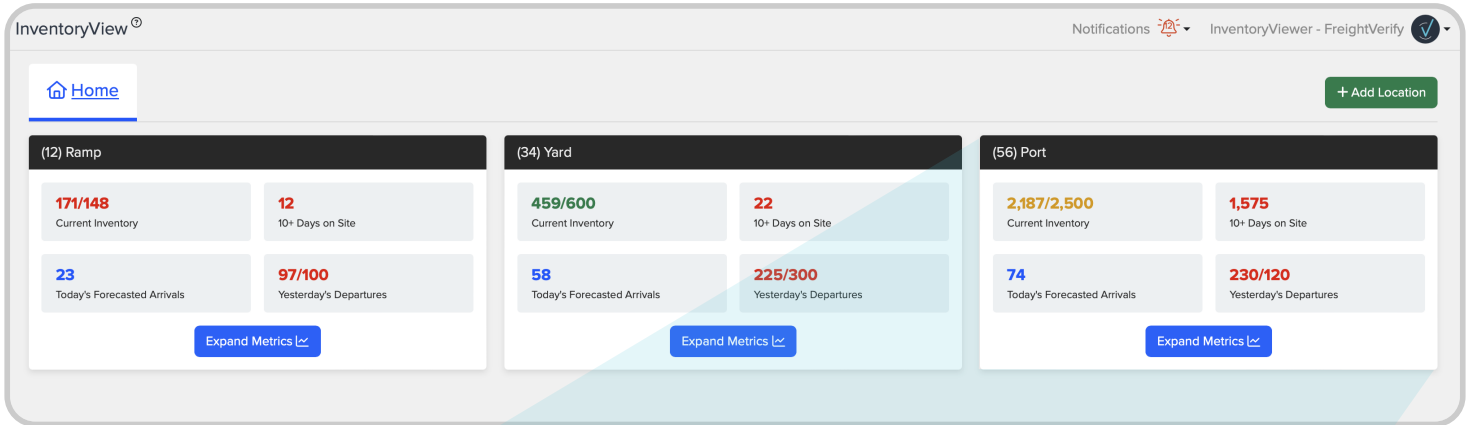 InventoryView ?
Notifications 12 InventoryViewer - FreightVerify
Home
+ Add Location
(12) Ramp
171/148
Current Inventory
12
10+ Days on Site
23
Today's Forecasted Arrivals
97/100
Yesterday's Departures
Expand Metrics
(34) Yard
459/600
Current Inventory
22
10+ Days on Site
58
Today's Forecasted Arrivals
225/300
Yesterday's Departures
Expand Metrics
(56) Port
2,187/2,500
Current Inventory
1,575
10+ Days on Site
74
Today's Forecasted Arrivals
230/120
Yesterday's Departures
Expand Metrics